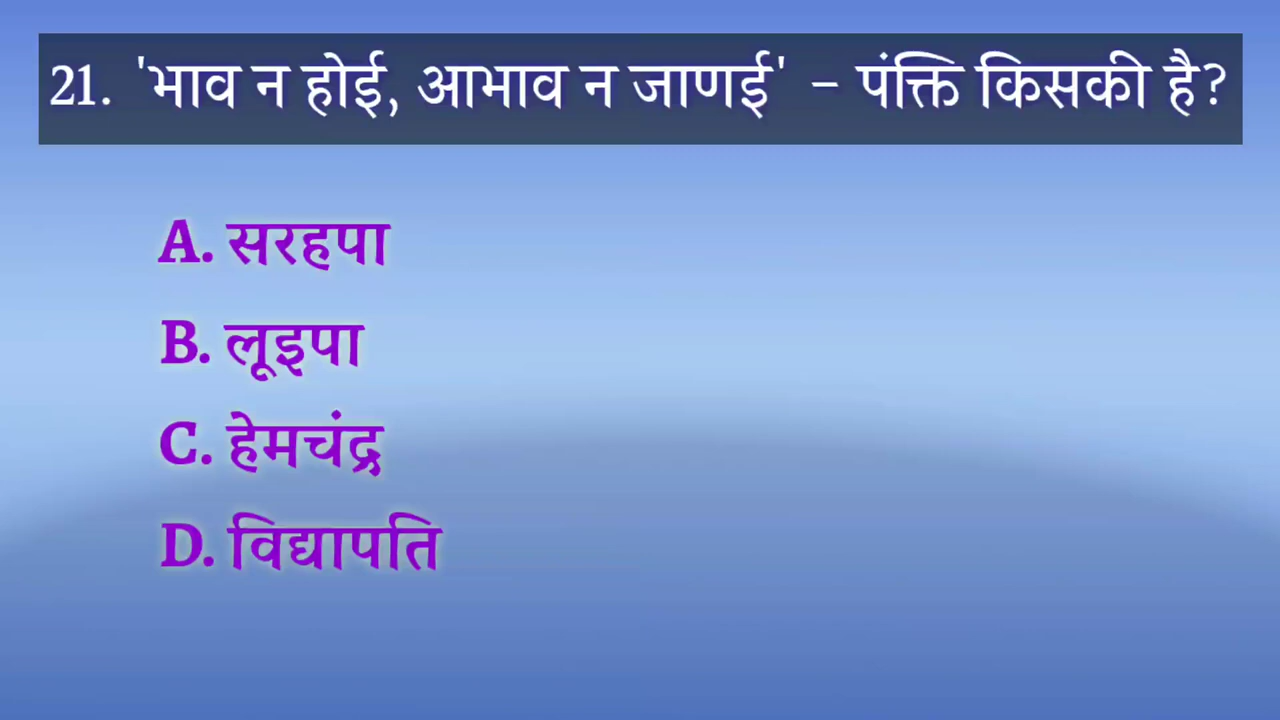 21. 'भाव न होई, आभाव न जाणई' - पंक्ति किसकी है?
A. सरहपा
B. लूइपा
C. हेमचंद्र
D. विद्यापति